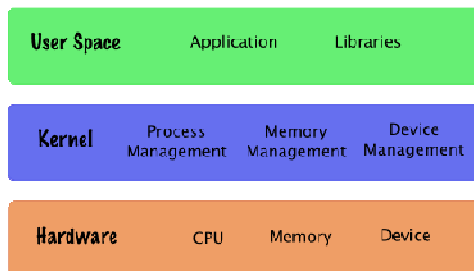 User Space Application Libraries
Kernel Process Management Memory Management Device Management
Hardware CPU Memory Device